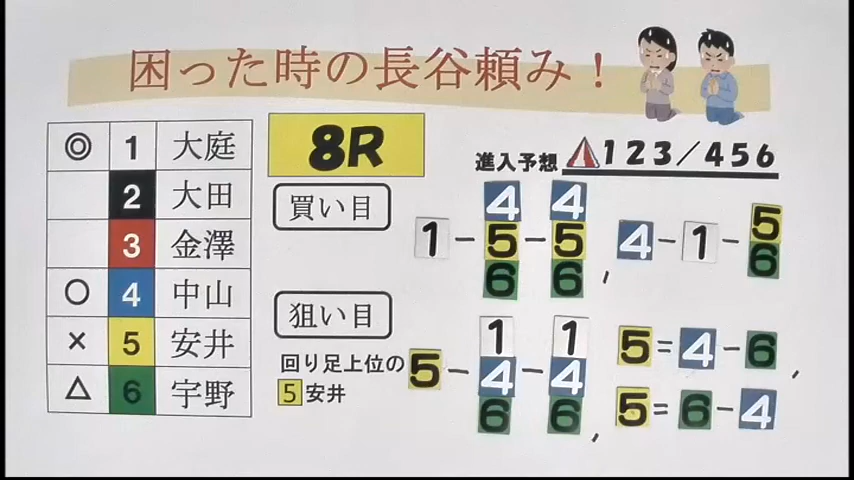 困った時の長谷頼み！
◎ 1 大庭
2 大田
3 金澤
○ 4 中山
× 5 安井
△ 6 宇野
8R
進入予想 123/456
買い目
1-456-456, 4-1-56
狙い目
回り足上位の
5 安井
5-146-146, 5=4-6,
5=6-4